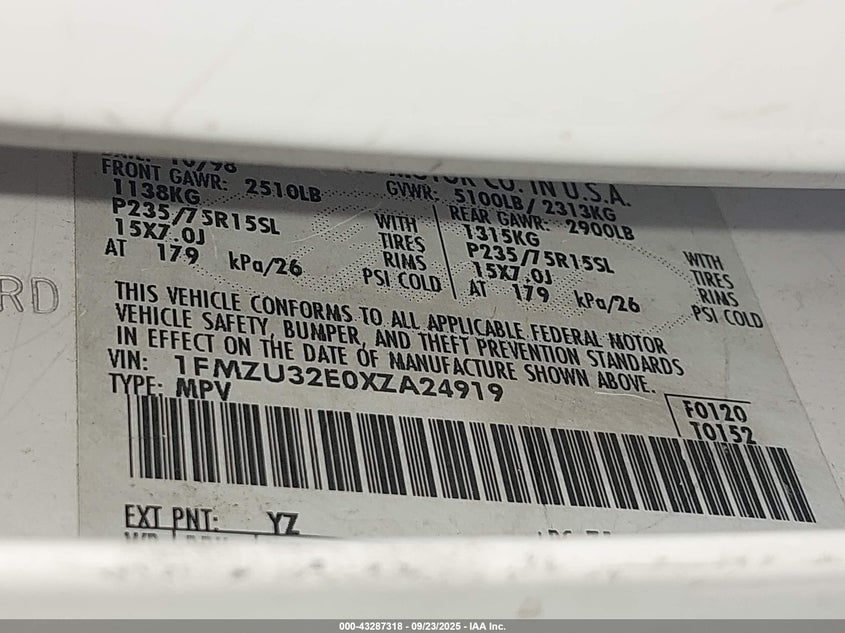 10/98
MOTOR CO. IN U.S.A.
FRONT GAWR: 2510LB
GVWR: 5100LB / 2313KG
1138KG
REAR GAWR: 2900LB
P235/75R15SL WITH
1315KG
15X7.0J TIRES
P235/75R15SL WITH
AT 179 kPa/26 RIMS
15X7.0J TIRES
PSI COLD
AT 179 kPa/26 RIMS
PSI COLD
RD
THIS VEHICLE CONFORMS TO ALL APPLICABLE FEDERAL MOTOR
VEHICLE SAFETY, BUMPER, AND THEFT PREVENTION STANDARDS
IN EFFECT ON THE DATE OF MANUFACTURE SHOWN ABOVE.
VIN: 1FMZU32E0XZA24919
TYPE: MPV
F0120
T0152
EXT PNT: YZ
000-43287318 - 09/23/2025 - IAA Inc.